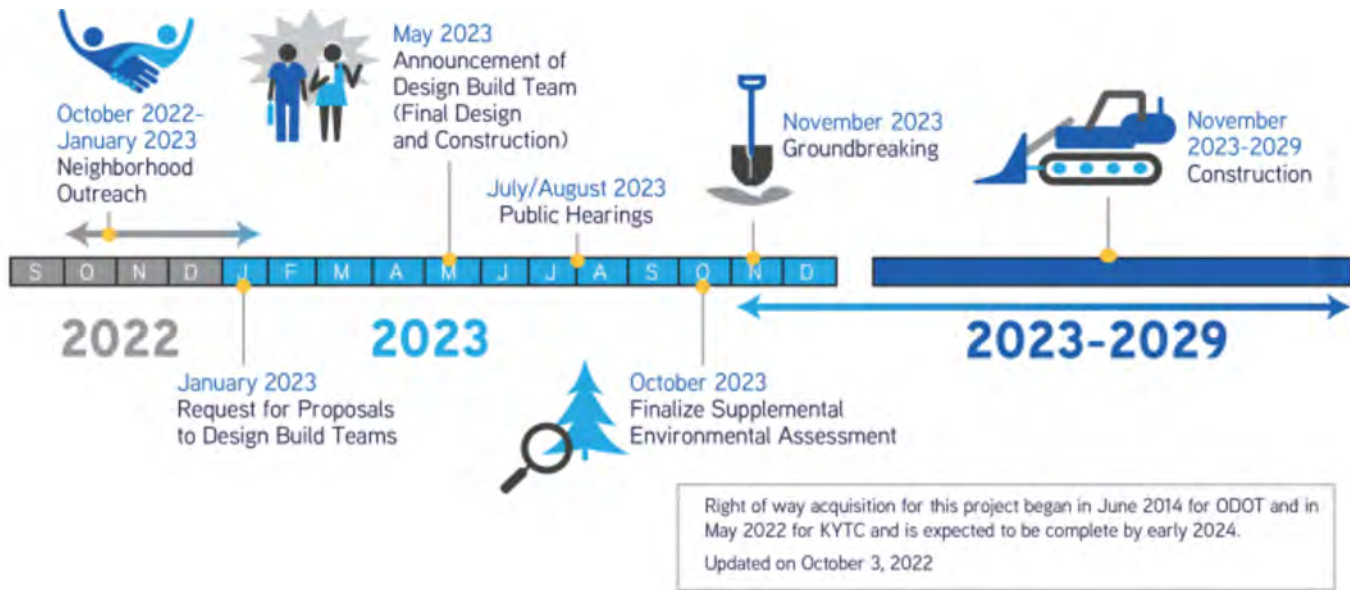 October 2022-
January 2023
Neighborhood
Outreach
May 2023
Announcement of
Design Build Team
(Final Design
and Construction)
July/August 2023
Public Hearings
November 2023
Groundbreaking
November
2023-2029
Construction
S O N D J F M A M J J A S O N D
2022
2023
2023-2029
January 2023
Request for Proposals
to Design Build Teams
October 2023
Finalize Supplemental
Environmental Assessment
Right of way acquisition for this project began in June 2014 for ODOT and in
May 2022 for KYTC and is expected to be complete by early 2024.
Updated on October 3, 2022